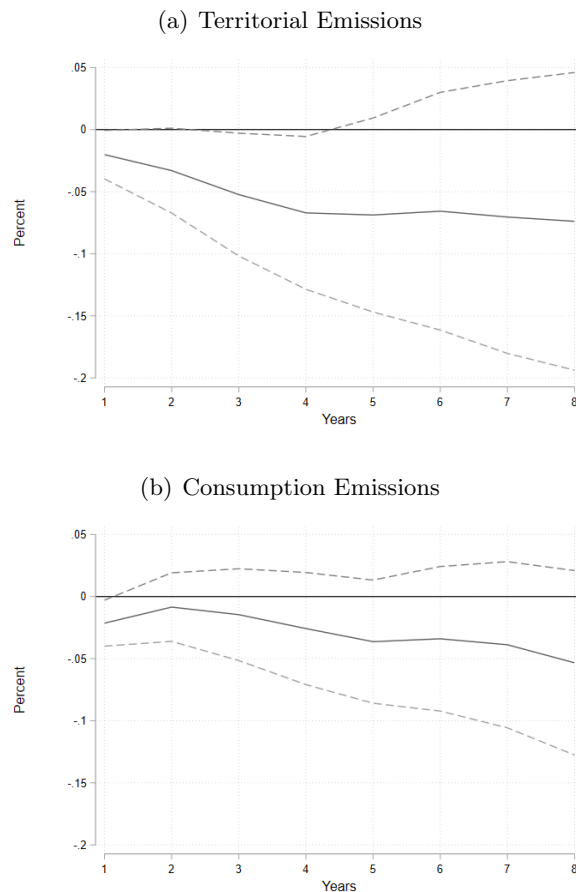 (a) Territorial Emissions
.05
0
-.05
-.1
-.15
-.2
Percent
1 2 3 4 5 6 7 8
Years
(b) Consumption Emissions
.05
0
-.05
-.1
-.15
-.2
Percent
1 2 3 4 5 6 7 8
Years